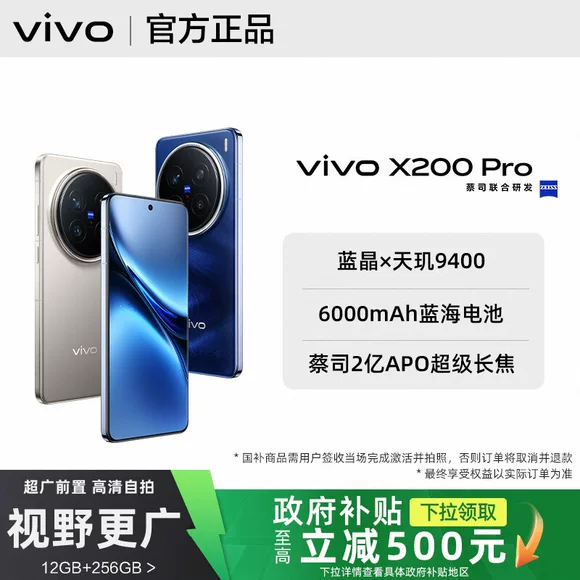 vivo 官方正品
vivo X200 Pro
蔡司联合研发 ZEISS
蓝晶×天玑9400
6000mAh蓝海电池
蔡司2亿APO超级长焦
vivo
vivo
* 国补商品需用户签收当场完成激活并拍照，否则订单将取消并退款
* 最终享受权益以实际订单为准
超广前置 高清自拍
视野更广
12GB+256GB >
政府补贴 下拉领取
至高 立减500元
下拉详情查看具体政府补贴地区